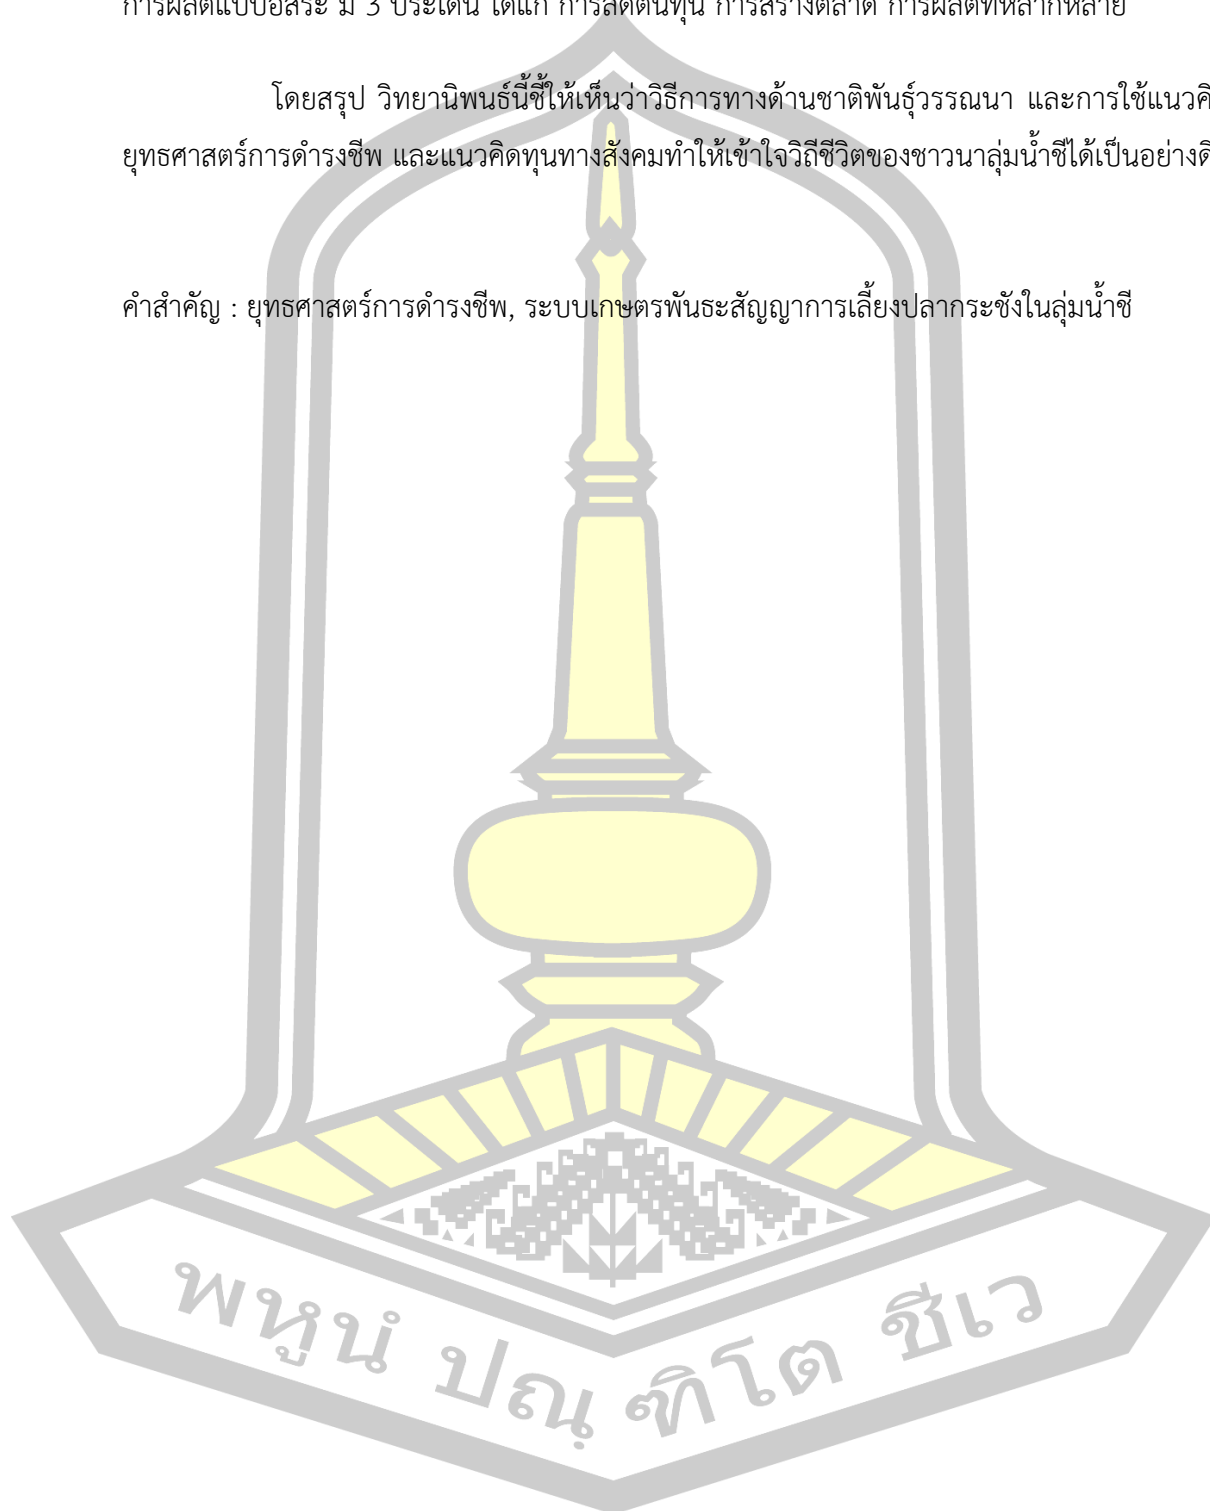 การผลิตแบบอิสระ มี 3 ประเด็น ได้แก่ การลดต้นทุน การสร้างตลาด การผลิตที่หลากหลาย
โดยสรุป วิทยานิพนธ์นี้ชี้ให้เห็นว่าวิธีการทางด้านชาติพันธุ์วรรณนา และการใช้แนวคิ
ยุทธศาสตร์การดำรงชีพ และแนวคิดทุนทางสังคมทำให้เข้าใจวิถีชีวิตของชาวนาลุ่มน้ำชีได้เป็นอย่างดี
คำสำคัญ : ยุทธศาสตร์การดำรงชีพ, ระบบเกษตรพันธะสัญญาการเลี้ยงปลากระชังในลุ่มน้ำชี
พหูนํ ปณฺฑิโต ชีเว